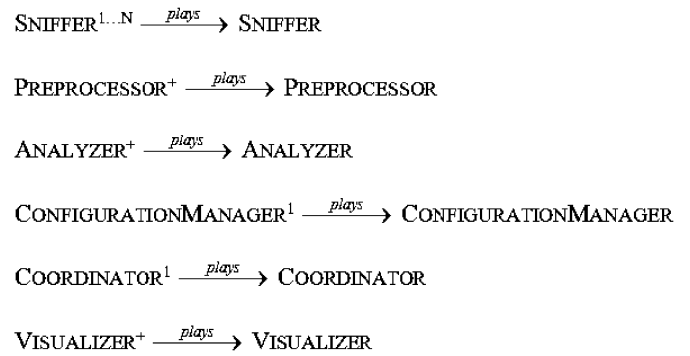 SNIFFER¹…ᴺ plays → SNIFFER
PREPROCESSOR⁺ plays → PREPROCESSOR
ANALYZER⁺ plays → ANALYZER
CONFIGURATIONMANAGER¹ plays → CONFIGURATIONMANAGER
COORDINATOR¹ plays → COORDINATOR
VISUALIZER⁺ plays → VISUALIZER